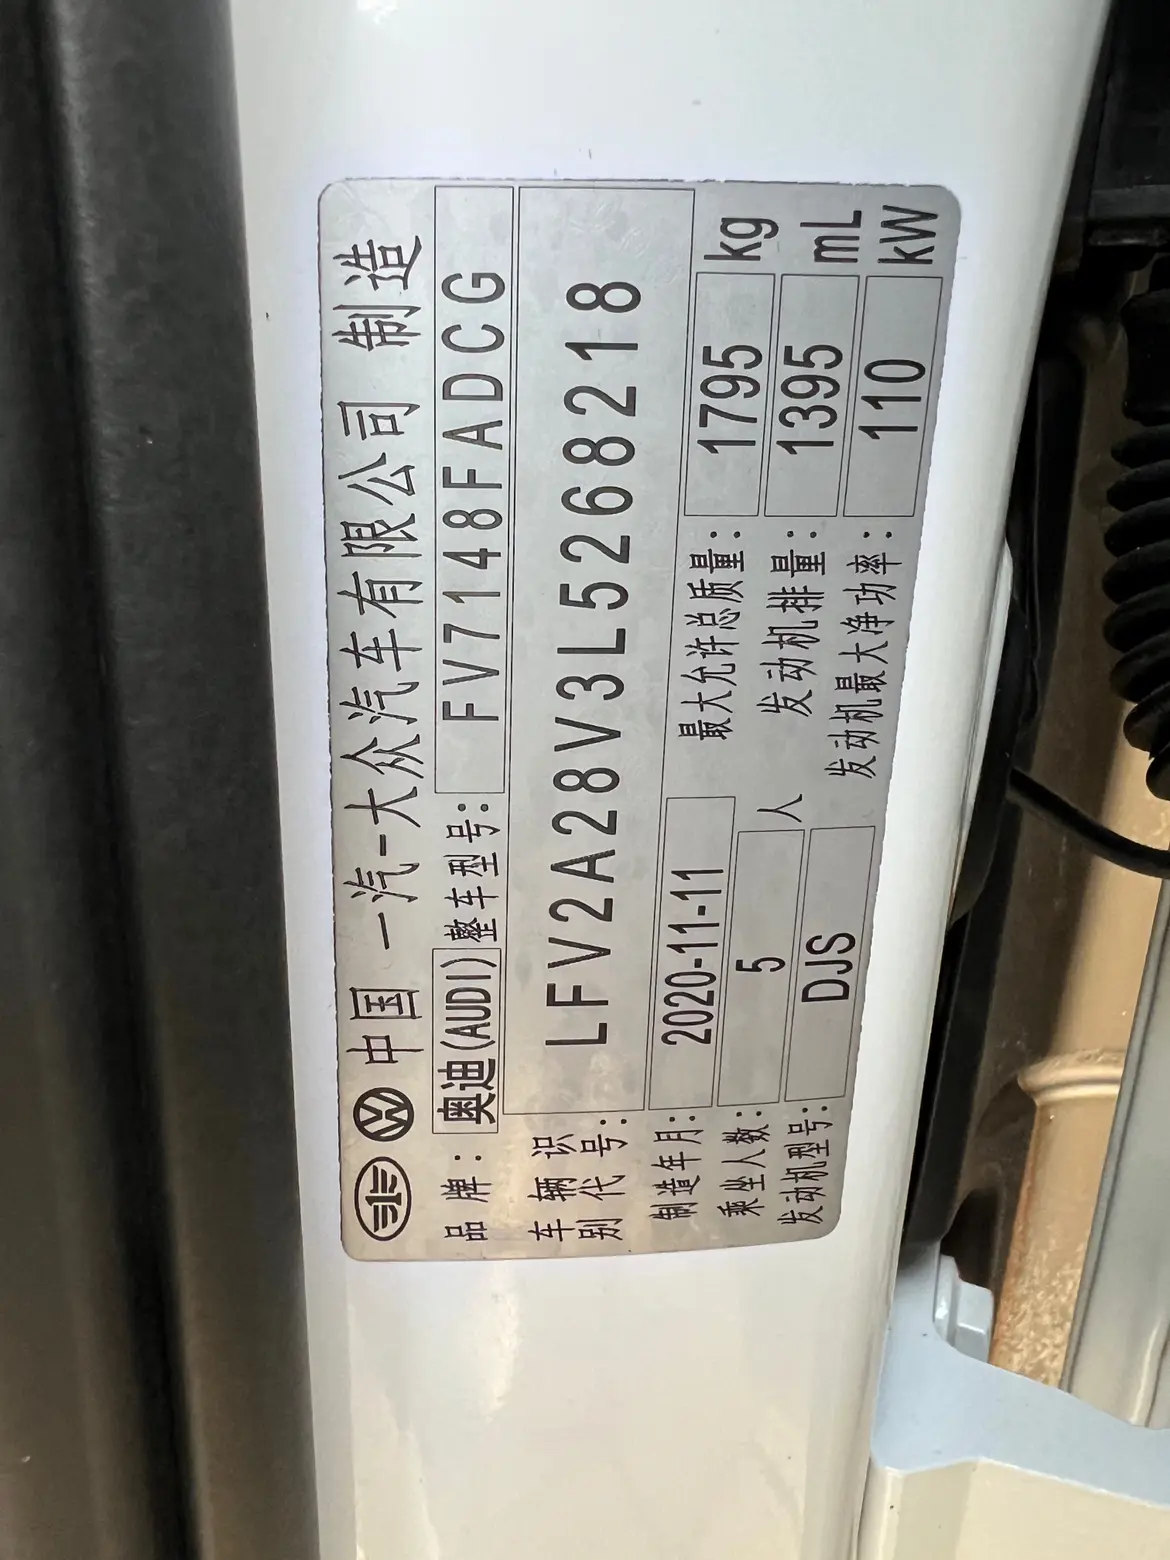 中国 一汽-大众汽车有限公司 制造
品牌： 奥迪(AUDI) 整车型号： FV7148FADCG
车辆识别代号： LFV2A28V3L5268218
制造年月： 2020-11-11 最大允许总质量： 1795 kg
乘坐人数： 5 人 发动机排量： 1395 mL
发动机型号： DJS 发动机最大净功率： 110 kW